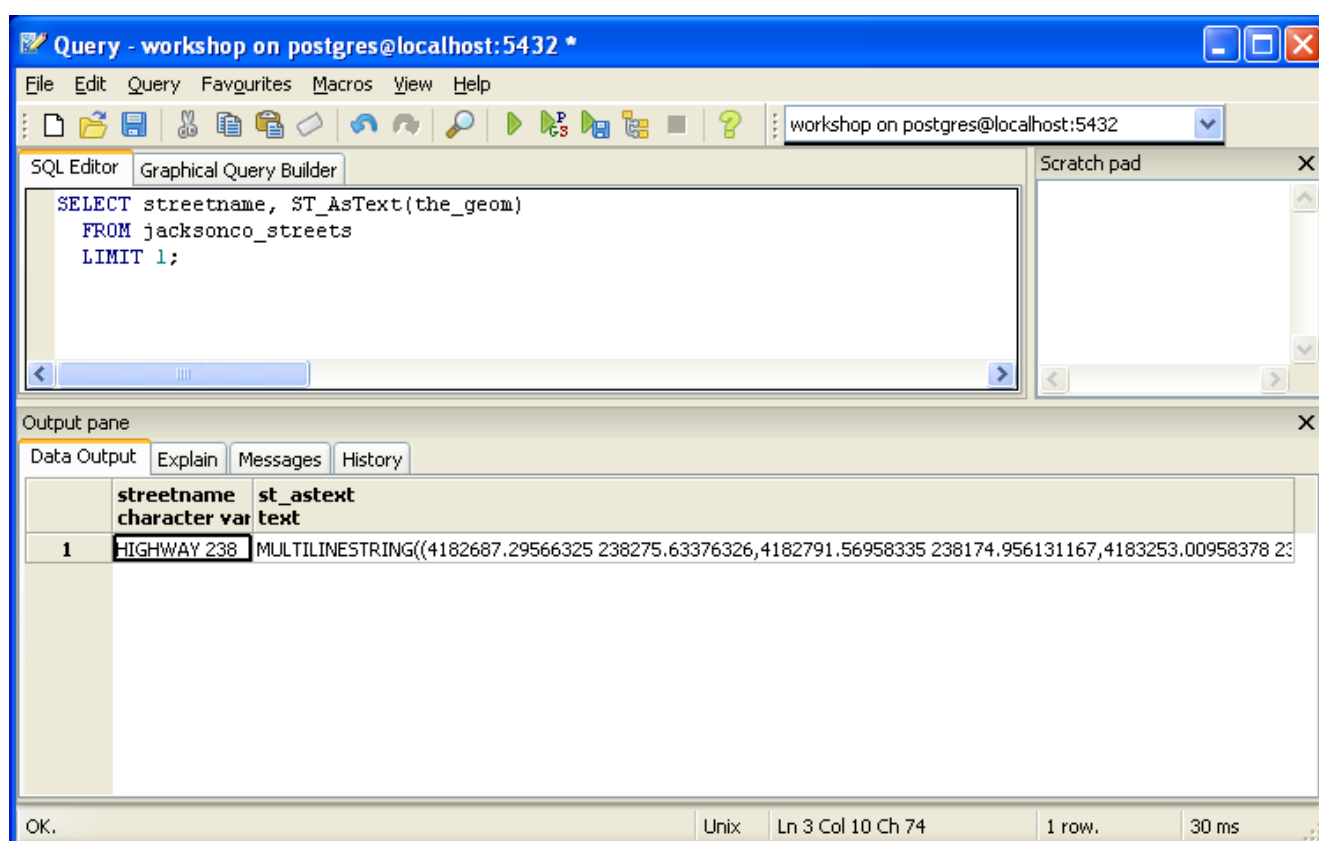 Query - workshop on postgres@localhost:5432 *
File Edit Query Favourites Macros View Help
workshop on postgres@localhost:5432
SQL Editor Graphical Query Builder
Scratch pad
SELECT streetname, ST_AsText(the_geom)
FROM jacksonco_streets
LIMIT 1;
Output pane
Data Output Explain Messages History
streetname st_astext
character var text
1 HIGHWAY 238 MULTILINESTRING((4182687.29566325 238275.63376326,4182791.56958335 238174.956131167,4183253.00958378 23
OK. Unix Ln 3 Col 10 Ch 74 1 row. 30 ms